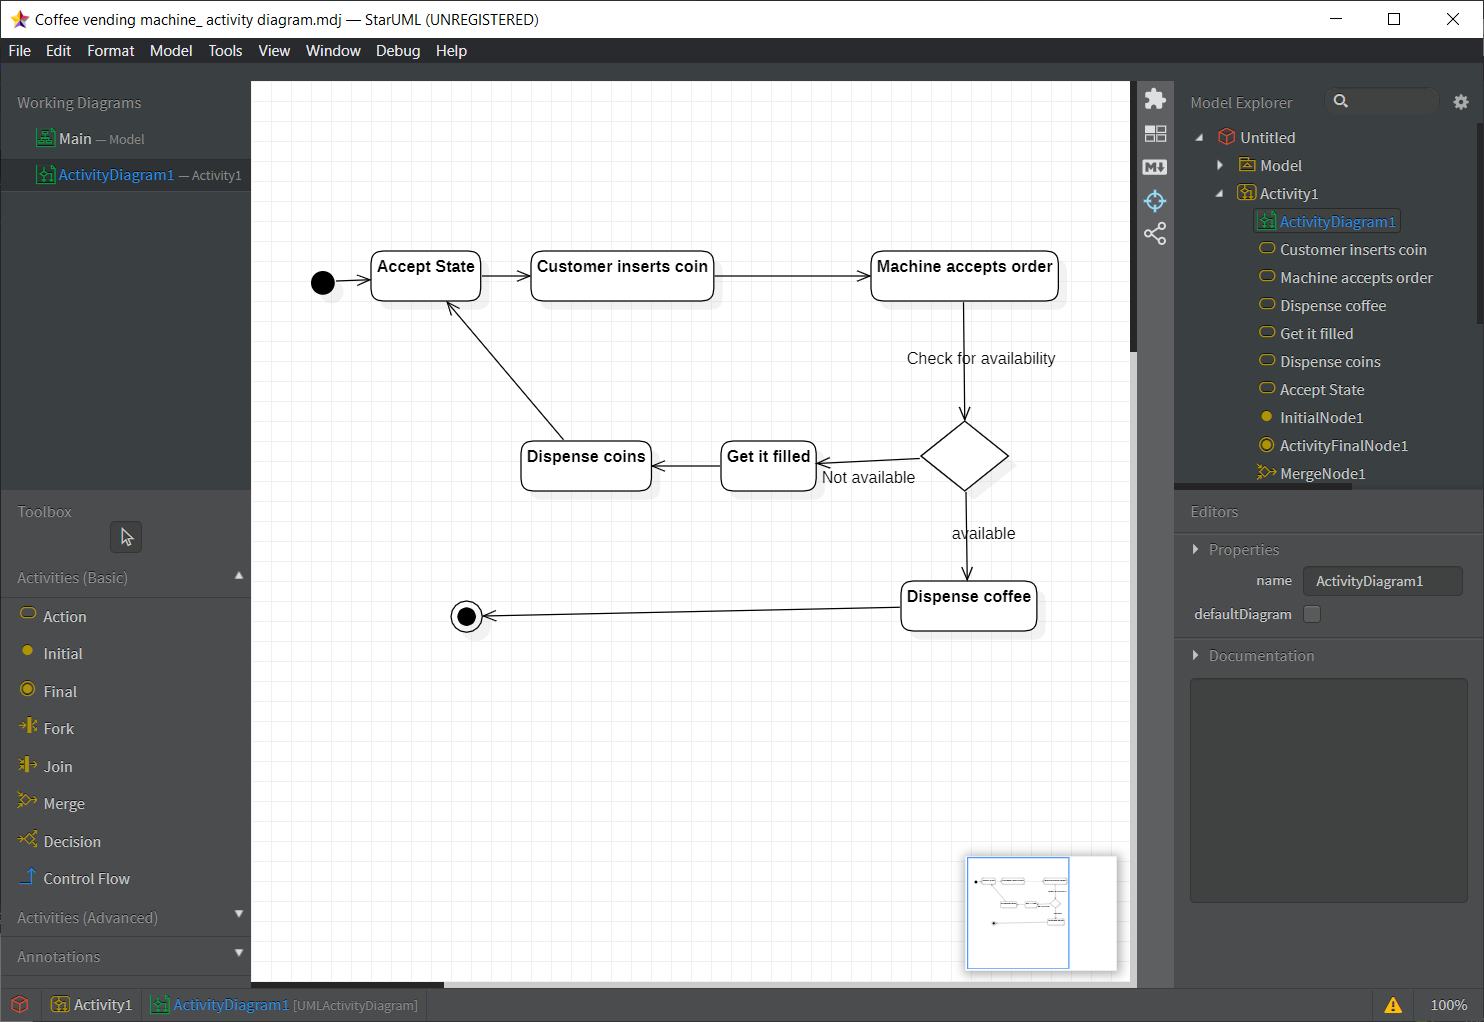 Coffee vending machine_ activity diagram.mdj — StarUML (UNREGISTERED)
File Edit Format Model Tools View Window Debug Help
Working Diagrams
Main — Model
ActivityDiagram1 — Activity1
Toolbox
Activities (Basic)
Action
Initial
Final
Fork
Join
Merge
Decision
Control Flow
Activities (Advanced)
Annotations
Accept State
Customer inserts coin
Machine accepts order
Check for availability
Dispense coins
Get it filled
Not available
available
Dispense coffee
Model Explorer
Untitled
Model
Activity1
ActivityDiagram1
Customer inserts coin
Machine accepts order
Dispense coffee
Get it filled
Dispense coins
Accept State
InitialNode1
ActivityFinalNode1
MergeNode1
Editors
Properties
name ActivityDiagram1
defaultDiagram
Documentation
Activity1 ActivityDiagram1 [UMLActivityDiagram] 100%